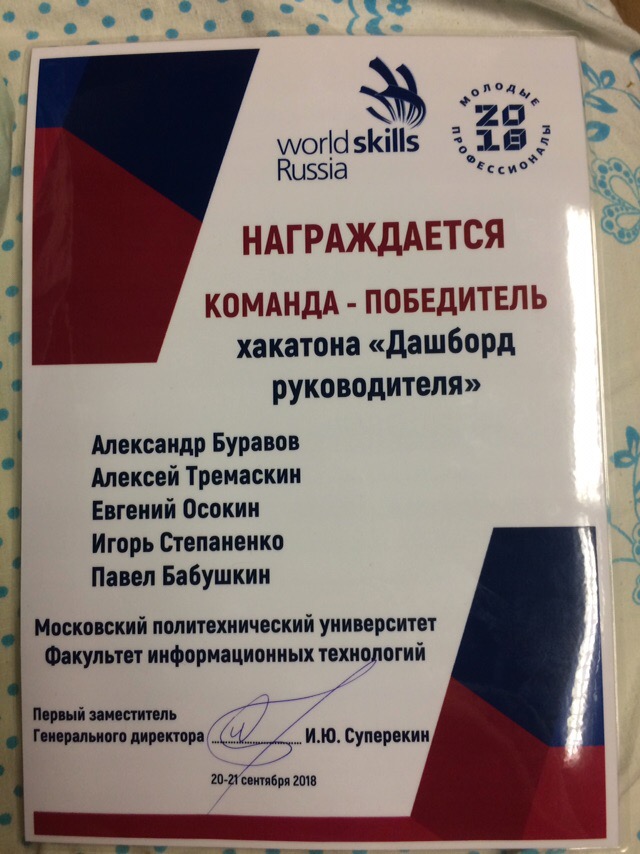 worldskills
Russia
МОЛОДЫЕ
2018
ПРОФЕССИОНАЛЫ
НАГРАЖДАЕТСЯ
КОМАНДА - ПОБЕДИТЕЛЬ
хакатона «Дашборд
руководителя»
Александр Буравов
Алексей Тремаскин
Евгений Осокин
Игорь Степаненко
Павел Бабушкин
Московский политехнический университет
Факультет информационных технологий
Первый заместитель
Генерального директора ................ И.Ю. Суперекин
20-21 сентября 2018